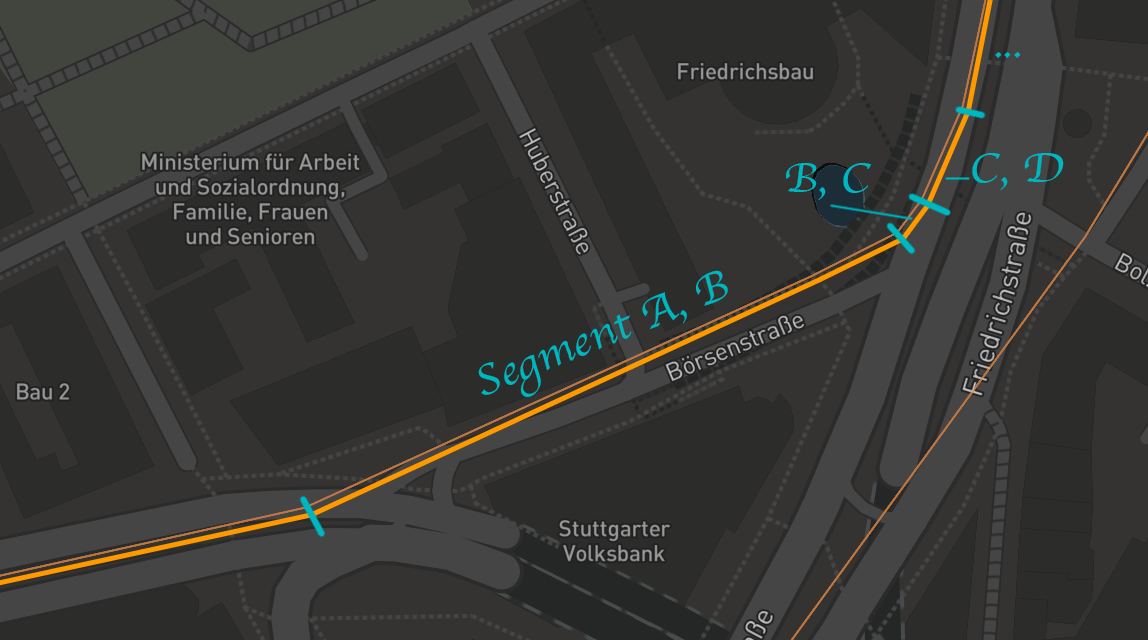 ...
Friedrichsbau
Huberstraße
Ministerium für Arbeit
und Sozialordnung,
Familie, Frauen
und Senioren
B, C
C, D
Segment A, B
Börsenstraße
Friedrichstraße
Bau 2
Stuttgarter
Volksbank